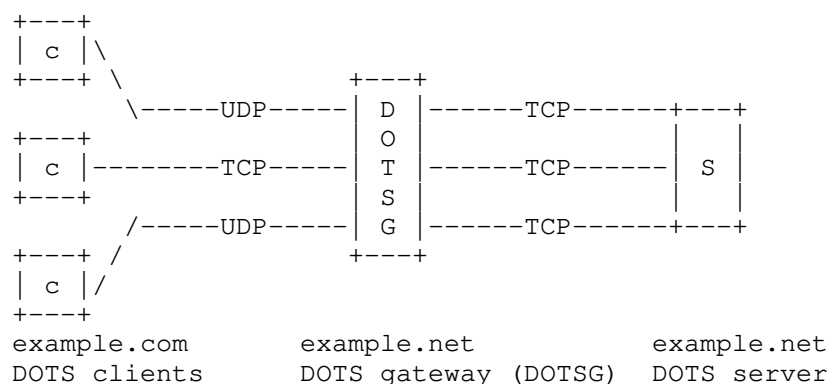 +---+
| c |\
+---+  \                +---+
        \-----UDP-----| D |------TCP------+---+
+---+                 | O |               |   |
| c |--------TCP-----| T |------TCP------| S |
+---+                 | S |               |   |
        /-----UDP-----| G |------TCP------+---+
+---+  /                +---+
| c |/
+---+
example.com example.net example.net
DOTS clients DOTS gateway (DOTSG) DOTS server